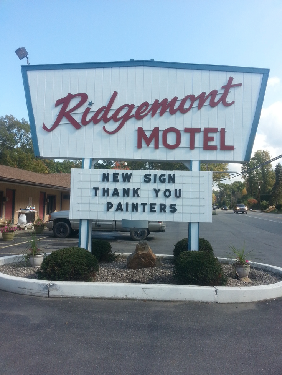 Ridgemont
MOTEL
NEW SIGN
THANK YOU
PAINTERS